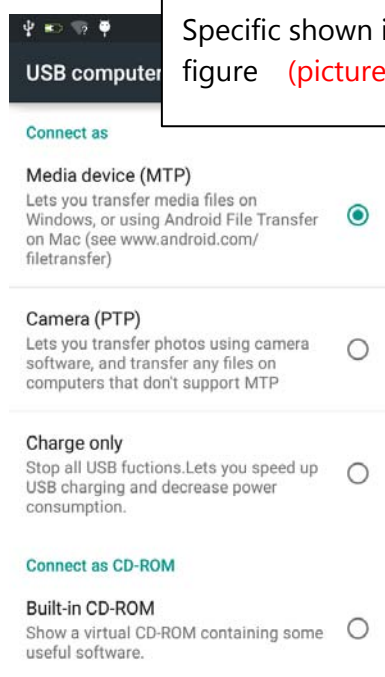 Specific shown i
figure (picture
USB computer
Connect as
Media device (MTP)
Lets you transfer media files on
Windows, or using Android File Transfer
on Mac (see www.android.com/
filetransfer)
Camera (PTP)
Lets you transfer photos using camera
software, and transfer any files on
computers that don't support MTP
Charge only
Stop all USB fuctions.Lets you speed up
USB charging and decrease power
consumption.
Connect as CD-ROM
Built-in CD-ROM
Show a virtual CD-ROM containing some
useful software.